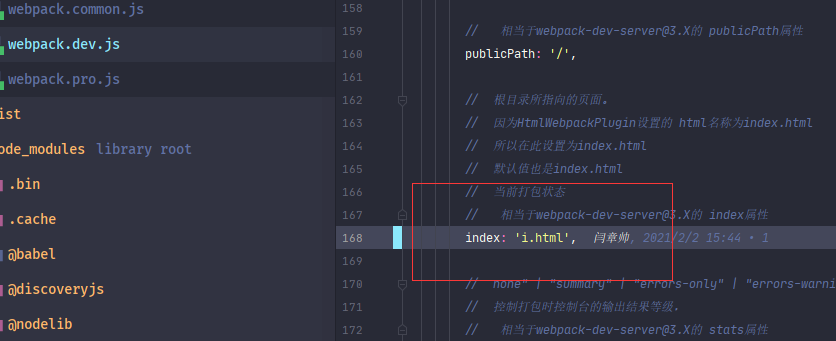 webpack.common.js
webpack.dev.js
webpack.pro.js
ist
ode_modules library root
.bin
.cache
@babel
@discoveryjs
@nodelib
158
159 // 相当于webpack-dev-server@3.X的 publicPath属性
160 publicPath: '/',
161
162 // 根目录所指向的页面。
163 // 因为HtmlWebpackPlugin设置的 html名称为index.html
164 // 所以在此设置为index.html
165 // 默认值也是index.html
166 // 当前打包状态
167 // 相当于webpack-dev-server@3.X的 index属性
168 index: 'i.html', 闫章帅, 2021/2/2 15:44 • 1
169
170 // none" | "summary" | "errors-only" | "errors-warni
171 // 控制打包时控制台的输出结果等级.
172 // 相当于webpack-dev-server@3.X的 stats属性